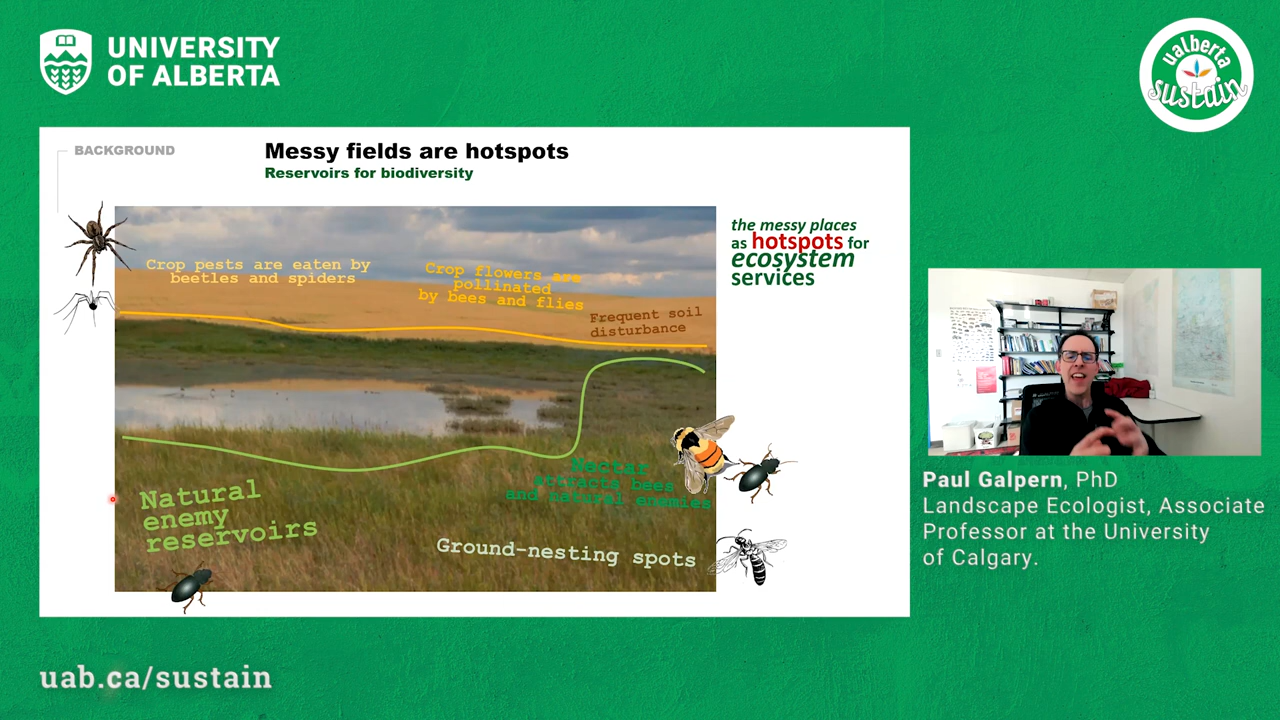 UNIVERSITY
OF ALBERTA
ualberta
sustain
BACKGROUND
Messy fields are hotspots
Reservoirs for biodiversity
Crop pests are eaten by
beetles and spiders
Crop flowers are
pollinated
by bees and flies
Frequent soil
disturbance
the messy places
as hotspots for
ecosystem
services
Nectar
attracts bees
and natural enemies
Natural
enemy
reservoirs
Ground-nesting spots
Paul Galpern, PhD
Landscape Ecologist, Associate
Professor at the University
of Calgary.
uab.ca/sustain